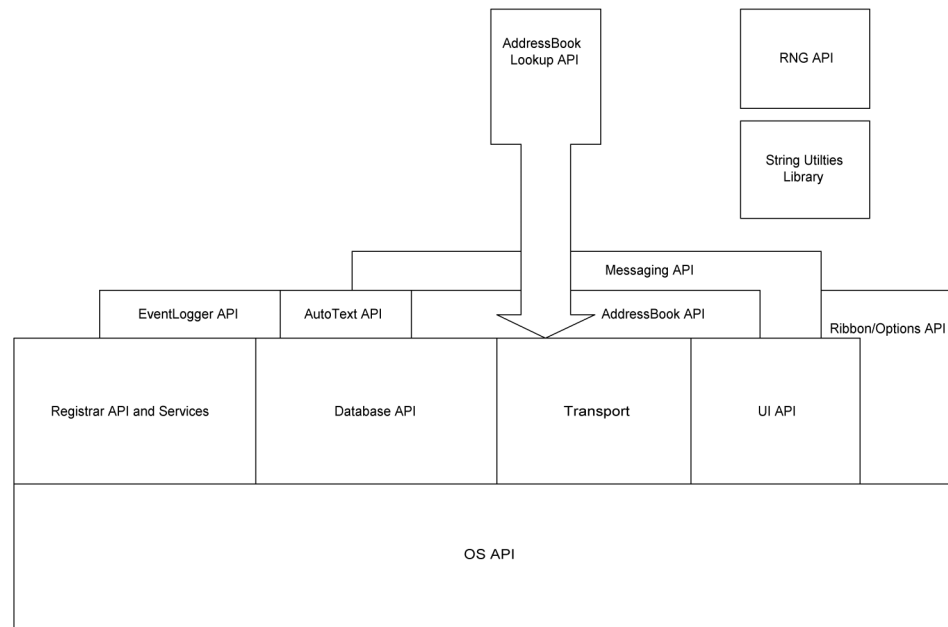 AddressBook
Lookup API
RNG API
String Utilties
Library
Messaging API
EventLogger API
AutoText API
AddressBook API
Ribbon/Options API
Registrar API and Services
Database API
Transport
UI API
OS API